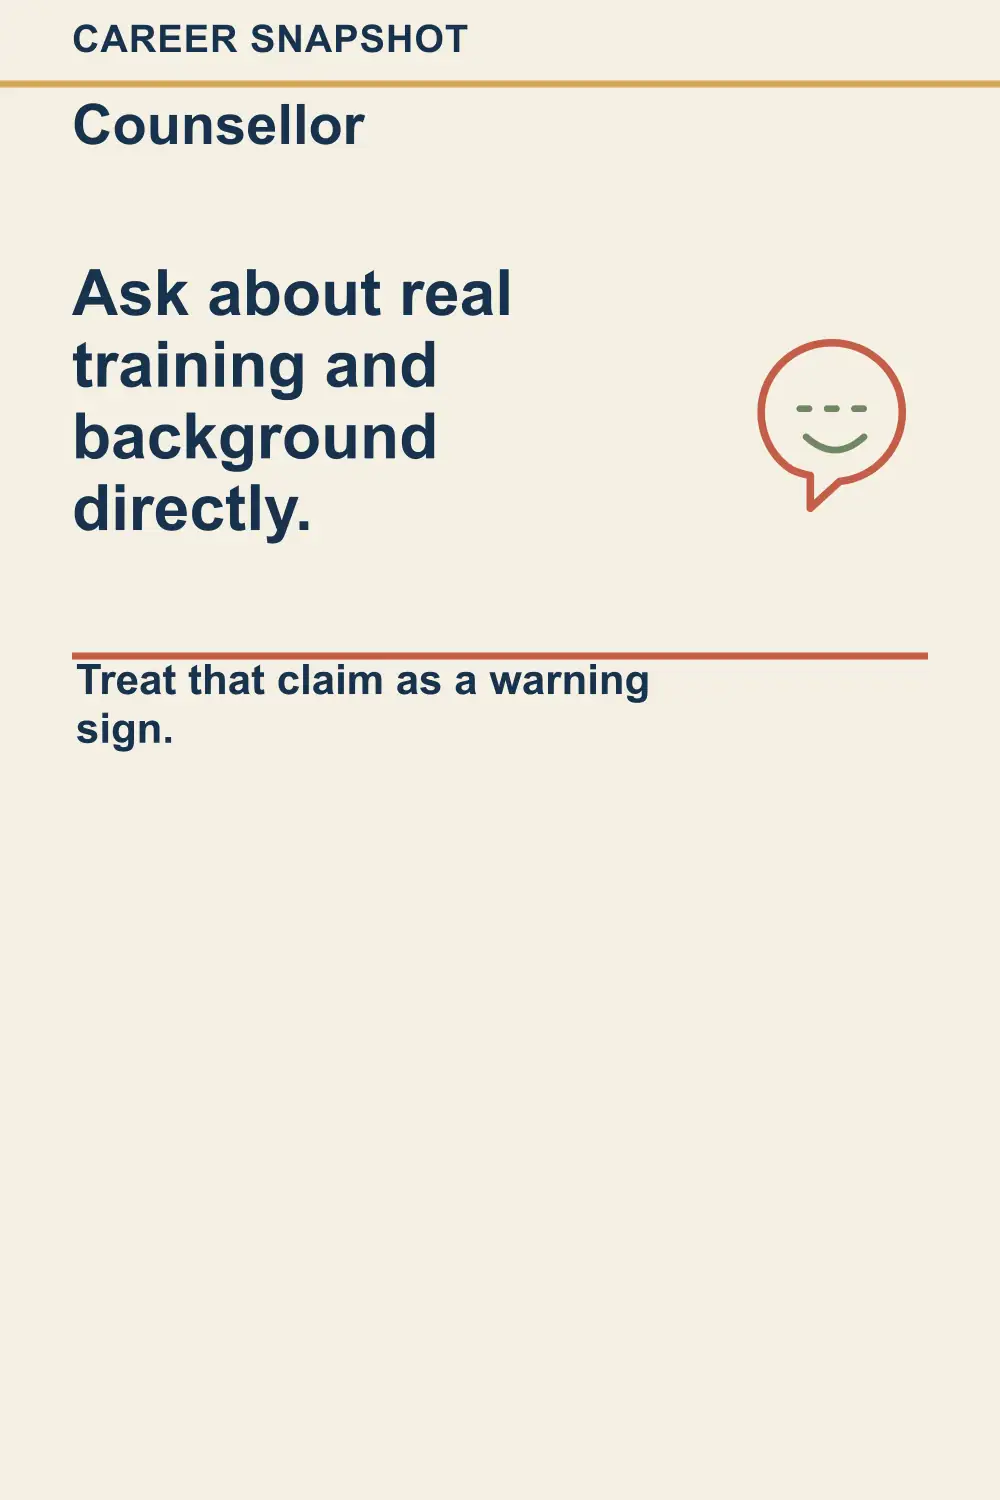 CAREER SNAPSHOT
Counsellor
Ask about real
training and
background
directly.
Treat that claim as a warning
sign.